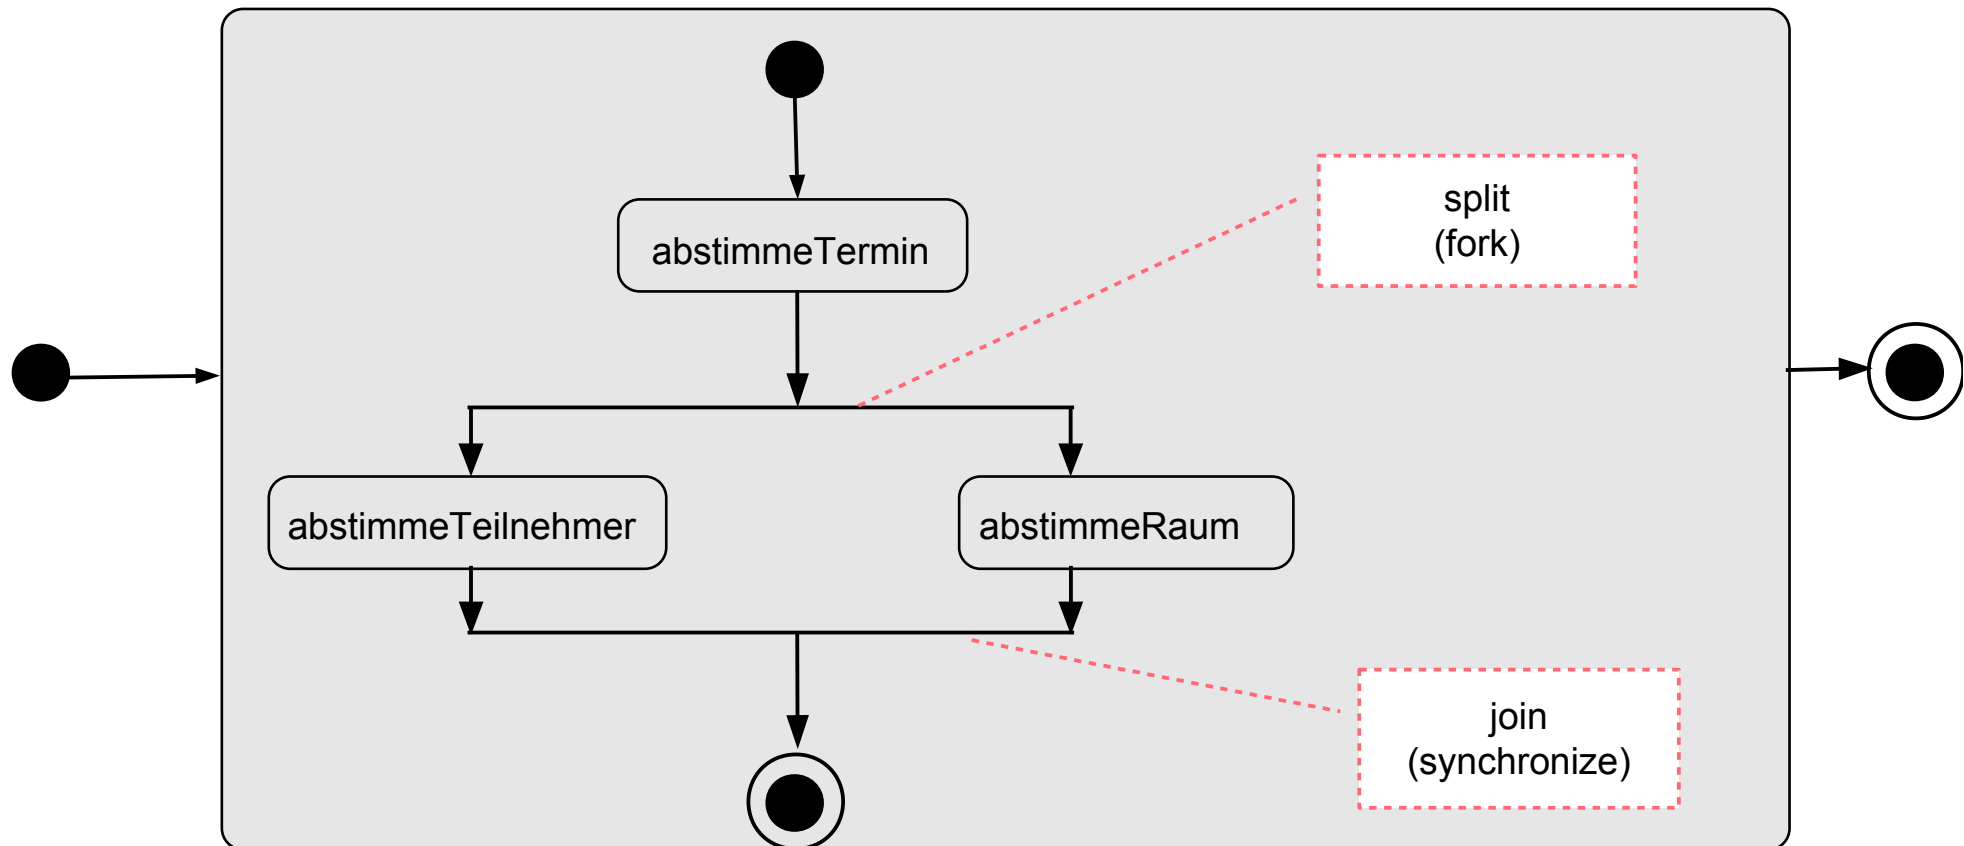 split
(fork)
abstimmeTermin
abstimmeTeilnehmer
abstimmeRaum
join
(synchronize)